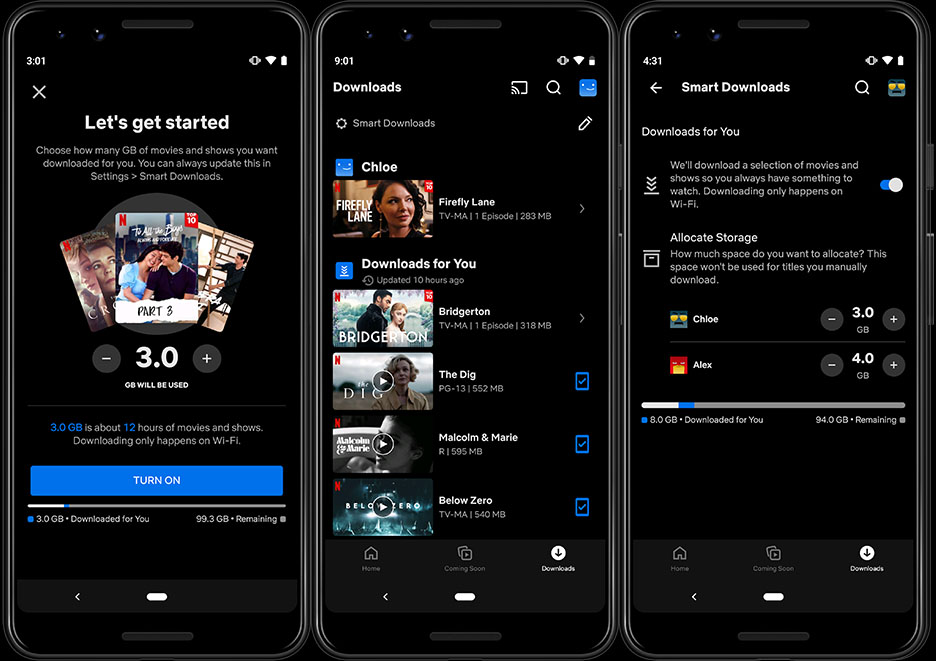 3:01
Let's get started
Choose how many GB of movies and shows you want
downloaded for you. You can always update this in
Settings > Smart Downloads.
N
TOP
10
To All the Boys
ALWAYS AND FOREVER
PART 3
3.0
GB WILL BE USED
3.0 GB is about 12 hours of movies and shows.
Downloading only happens on Wi-Fi.
TURN ON
3.0 GB • Downloaded for You
99.3 GB • Remaining
9:01
Downloads
Smart Downloads
Chloe
N
TOP
10
FIREFLY
LANE
Firefly Lane
TV-MA | 1 Episode | 283 MB
Downloads for You
Updated 10 hours ago
N
TOP
10
BRIDGERTON
Bridgerton
TV-MA | 1 Episode | 318 MB
N
the
DIG
The Dig
PG-13 | 552 MB
N
Malcolm
& Marie
Malcolm & Marie
R | 595 MB
N
BELOW ZERO
Below Zero
TV-MA | 540 MB
Home
Coming Soon
Downloads
4:31
Smart Downloads
Downloads for You
We'll download a selection of movies and
shows so you always have something to
watch. Downloading only happens on
Wi-Fi.
Allocate Storage
How much space do you want to allocate? This
space won't be used for titles you manually
download.
Chloe
3.0
GB
Alex
4.0
GB
8.0 GB • Downloaded for You
94.0 GB • Remaining
Home
Coming Soon
Downloads